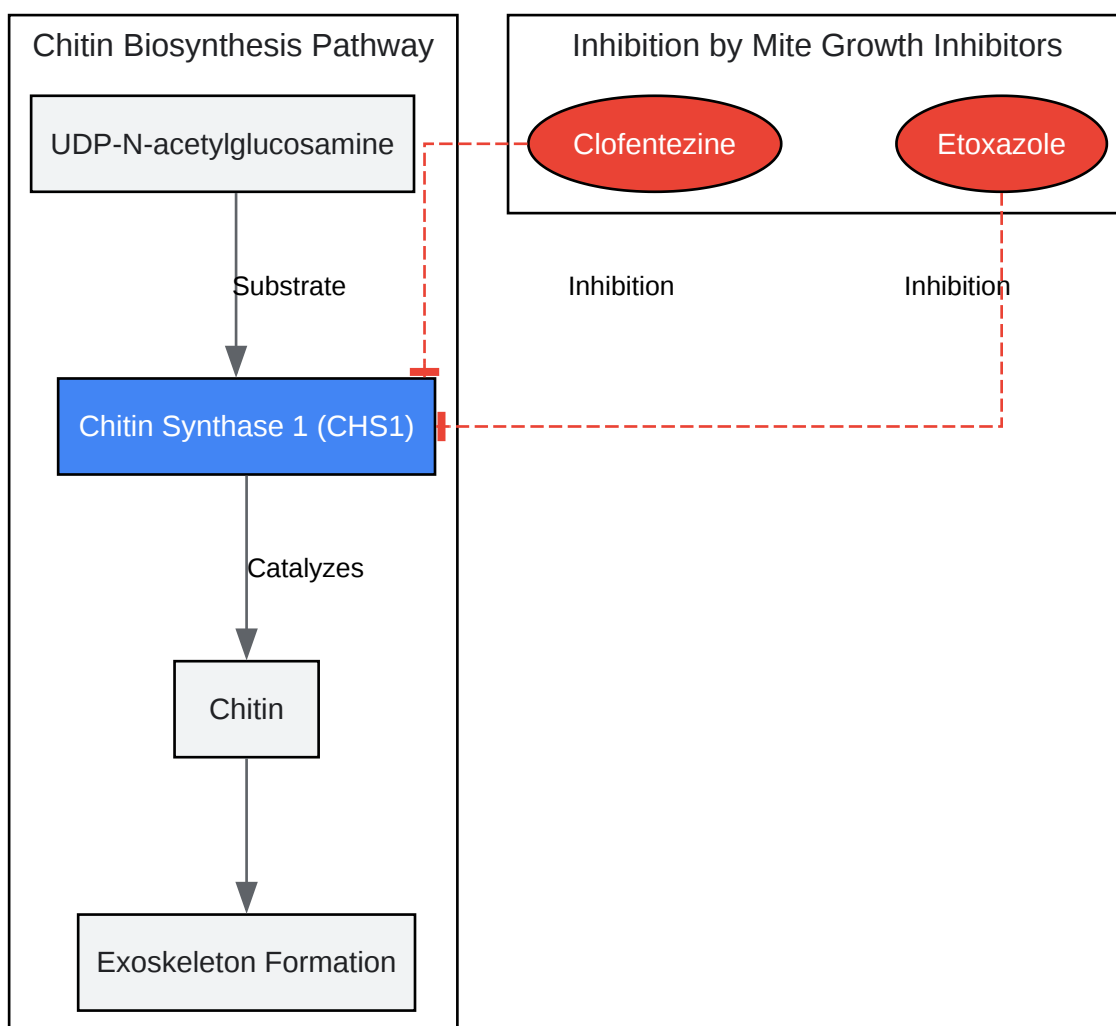 Chitin Biosynthesis Pathway
UDP-N-acetylglucosamine
Substrate
Chitin Synthase 1 (CHS1)
Catalyzes
Chitin
Exoskeleton Formation
Inhibition by Mite Growth Inhibitors
Clofentezine
Etoxazole
Inhibition
Inhibition